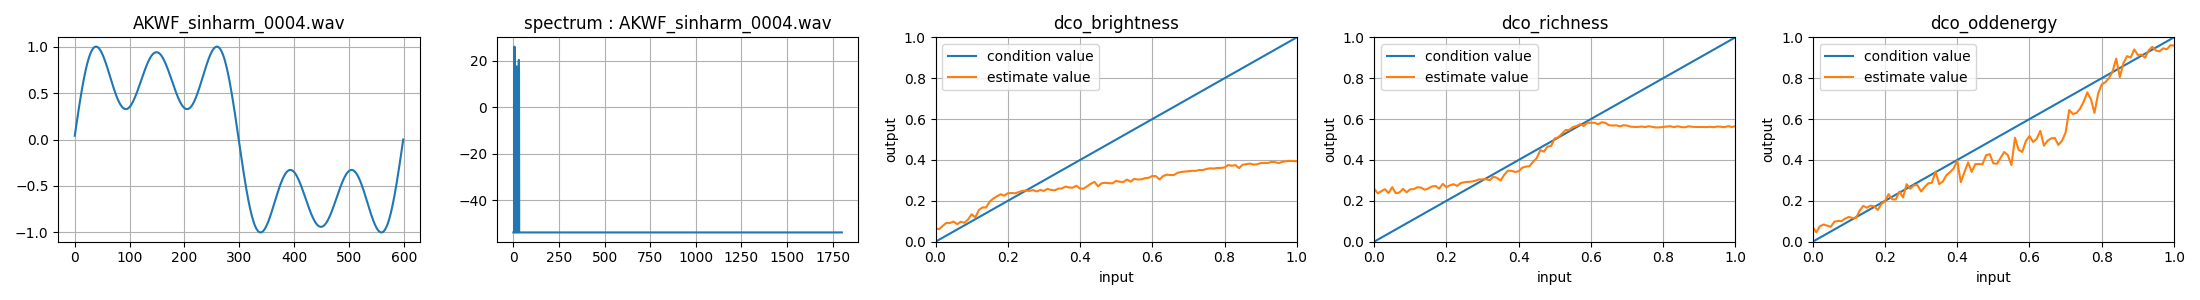 AKWF_sinharm_0004.wav
1.0
0.5
0.0
−0.5
−1.0
0 100 200 300 400 500 600
spectrum : AKWF_sinharm_0004.wav
20
0
−20
−40
0 250 500 750 1000 1250 1500 1750
dco_brightness
condition value
estimate value
output
1.0
0.8
0.6
0.4
0.2
0.0
0.0 0.2 0.4 0.6 0.8 1.0
input
dco_richness
condition value
estimate value
output
1.0
0.8
0.6
0.4
0.2
0.0
0.0 0.2 0.4 0.6 0.8 1.0
input
dco_oddenergy
condition value
estimate value
output
1.0
0.8
0.6
0.4
0.2
0.0
0.0 0.2 0.4 0.6 0.8 1.0
input